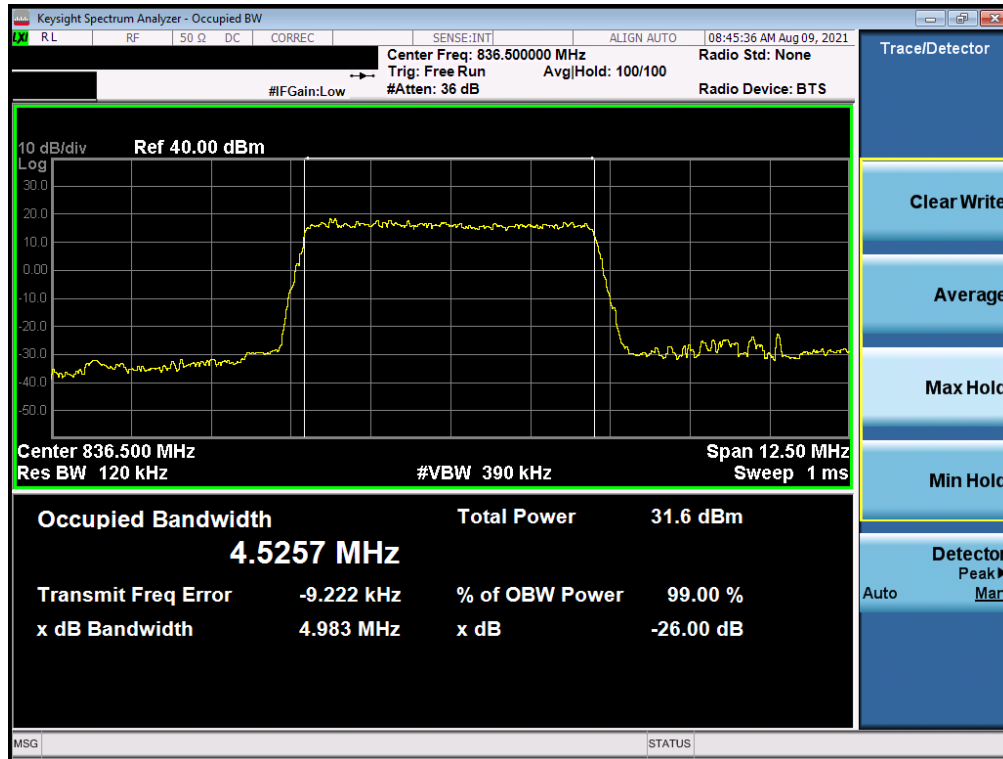 Keysight Spectrum Analyzer - Occupied BW
LXI RL RF 50 Ω DC CORREC SENSE:INT ALIGN AUTO 08:45:36 AM Aug 09, 2021
Center Freq: 836.500000 MHz Radio Std: None
Trig: Free Run Avg|Hold: 100/100
#IFGain:Low #Atten: 36 dB Radio Device: BTS
Trace/Detector
10 dB/div Ref 40.00 dBm
Log
30.0
20.0
10.0
0.00
-10.0
-20.0
-30.0
-40.0
-50.0
Center 836.500 MHz Span 12.50 MHz
Res BW 120 kHz #VBW 390 kHz Sweep 1 ms
Occupied Bandwidth Total Power 31.6 dBm
4.5257 MHz
Transmit Freq Error -9.222 kHz % of OBW Power 99.00 %
x dB Bandwidth 4.983 MHz x dB -26.00 dB
Clear Write
Average
Max Hold
Min Hold
Detector
Peak
Auto Man
MSG STATUS